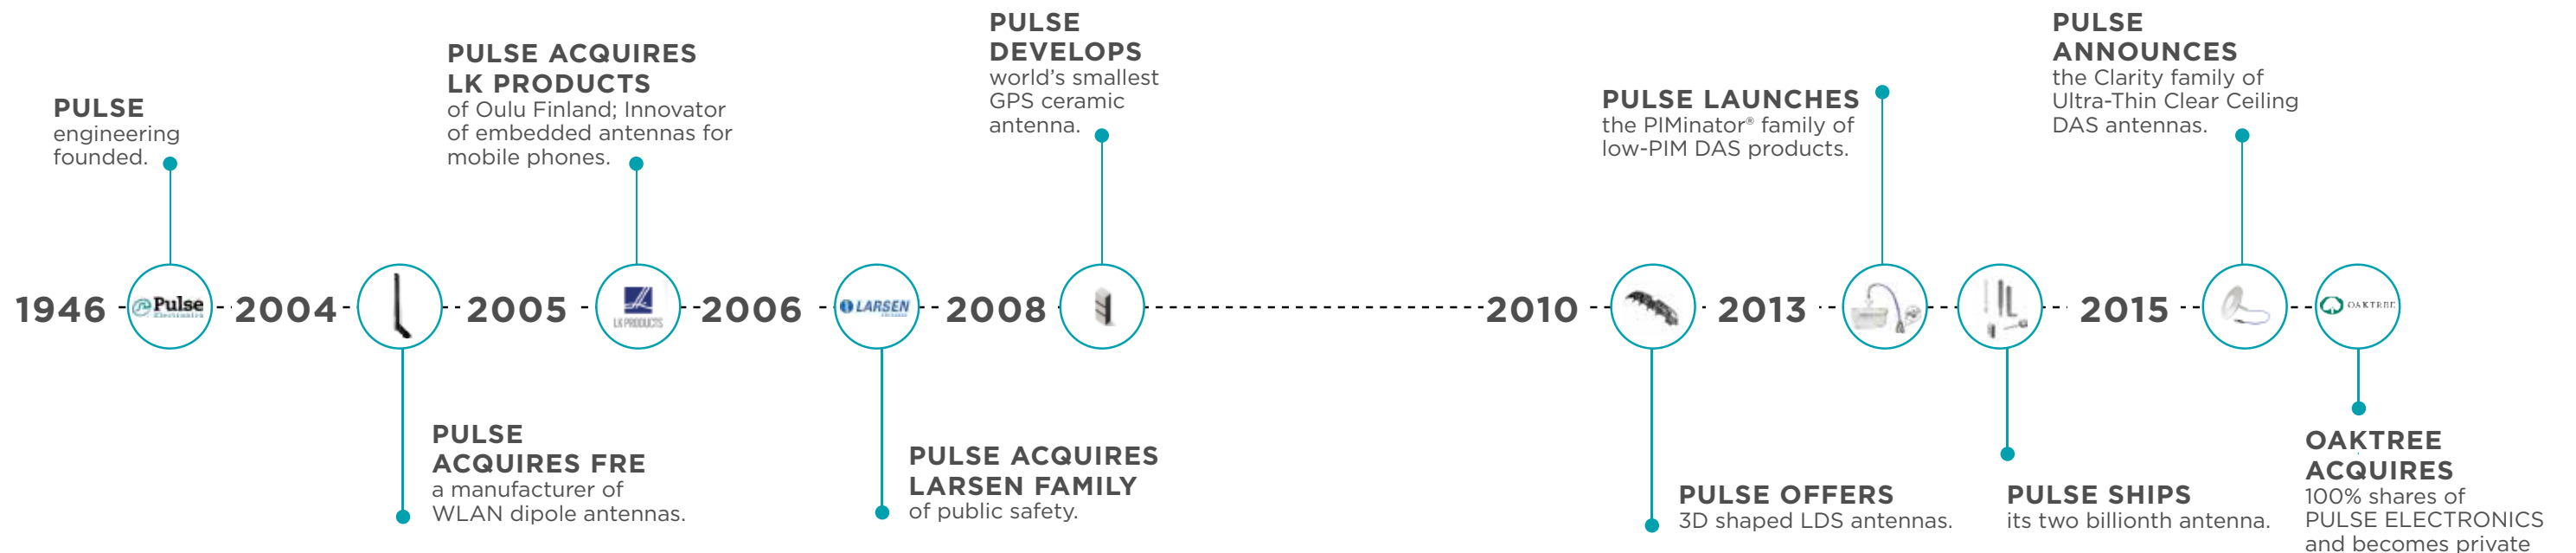 PULSE
engineering
founded.
PULSE ACQUIRES
LK PRODUCTS
of Oulu Finland; Innovator
of embedded antennas for
mobile phones.
PULSE
DEVELOPS
world's smallest
GPS ceramic
antenna.
PULSE LAUNCHES
the PIMinator® family of
low-PIM DAS products.
PULSE
ANNOUNCES
the Clarity family of
Ultra-Thin Clear Ceiling
DAS antennas.
1946
Pulse
Electronics
2004
2005
LK PRODUCTS
2006
LARSEN
2008
2010
2013
2015
OAKTREE
PULSE
ACQUIRES FRE
a manufacturer of
WLAN dipole antennas.
PULSE ACQUIRES
LARSEN FAMILY
of public safety.
PULSE OFFERS
3D shaped LDS antennas.
PULSE SHIPS
its two billionth antenna.
OAKTREE
ACQUIRES
100% shares of
PULSE ELECTRONICS
and becomes private